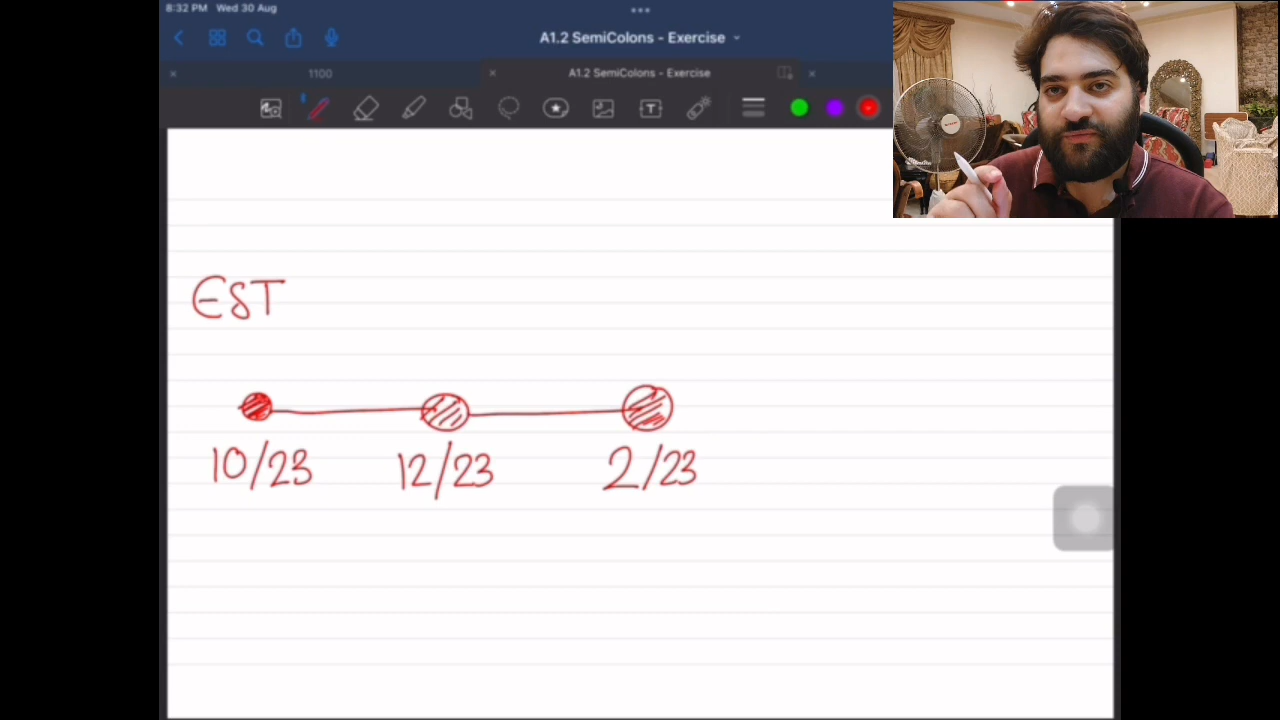 8:32 PM Wed 30 Aug
A1.2 SemiColons - Exercise
1100
A1.2 SemiColons - Exercise
EST
10/23 12/23 2/23